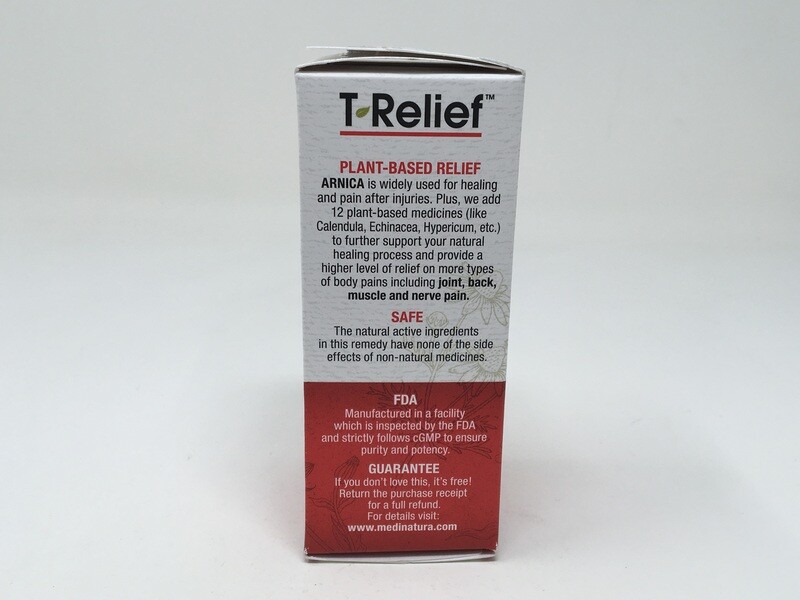 T-Relief™
PLANT-BASED RELIEF
ARNICA is widely used for healing
and pain after injuries. Plus, we add
12 plant-based medicines (like
Calendula, Echinacea, Hypericum, etc.)
to further support your natural
healing process and provide a
higher level of relief on more types
of body pains including joint, back,
muscle and nerve pain.
SAFE
The natural active ingredients
in this remedy have none of the side
effects of non-natural medicines.
FDA
Manufactured in a facility
which is inspected by the FDA
and strictly follows cGMP to ensure
purity and potency.
GUARANTEE
If you don't love this, it's free!
Return the purchase receipt
for a full refund.
For details visit:
www.medinatura.com